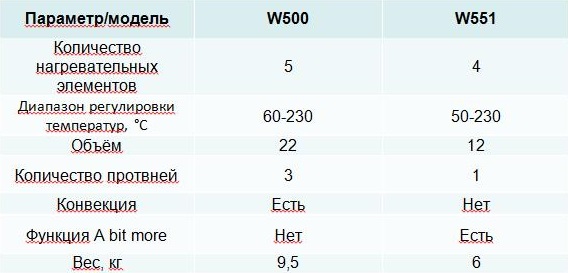 Параметр/модель W500 W551
Количество
нагревательных 5 4
элементов
Диапазон регулировки
температур, °C 60-230 50-230
Объём 22 12
Количество протвней 3 1
Конвекция Есть Нет
Функция A bit more Нет Есть
Вес, кг 9,5 6